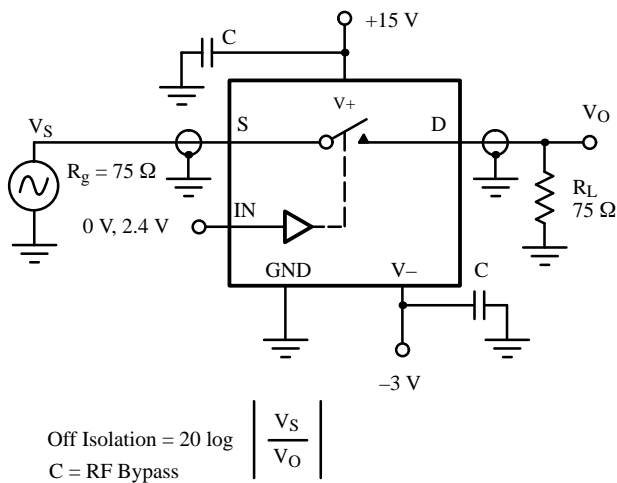 +15 V
C
V+
VS
S
D
VO
Rg = 75 Ω
RL
75 Ω
0 V, 2.4 V
IN
GND
V–
C
–3 V
Off Isolation = 20 log | VS / VO |
C = RF Bypass